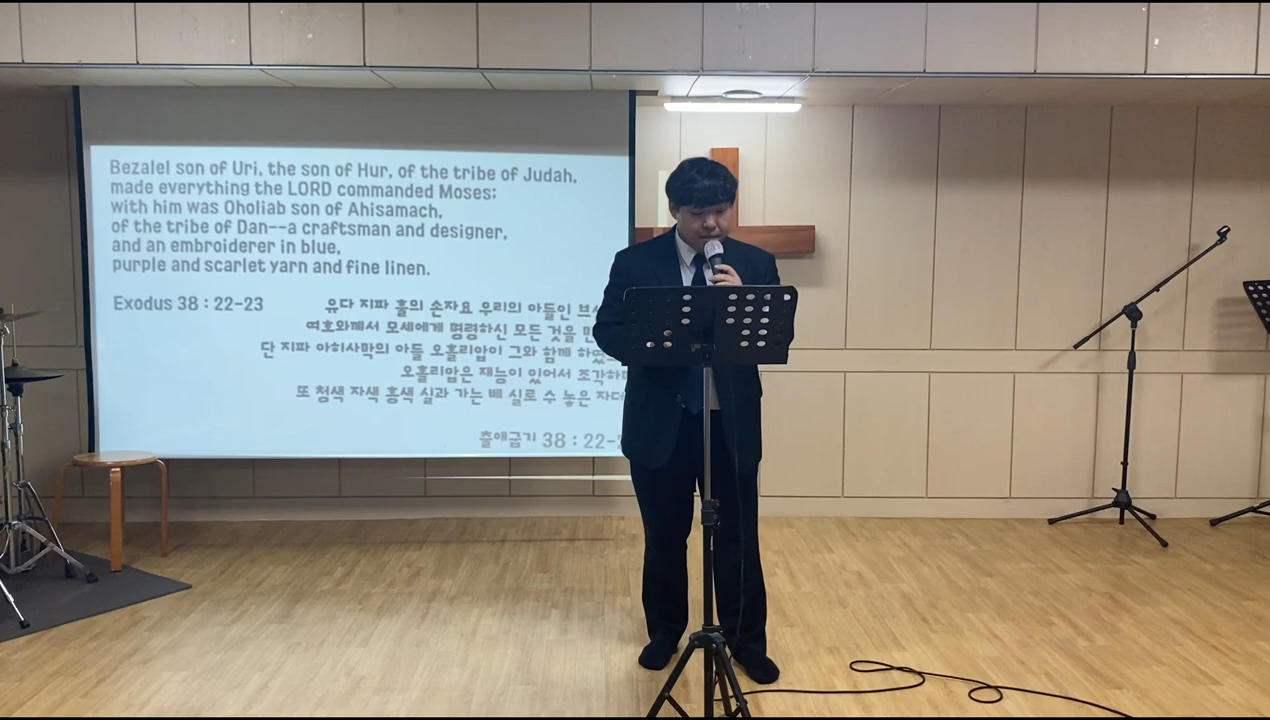 Bezalel son of Uri, the son of Hur, of the tribe of Judah,
made everything the LORD commanded Moses;
with him was Oholiab son of Ahisamach,
of the tribe of Dan--a craftsman and designer,
and an embroiderer in blue,
purple and scarlet yarn and fine linen.
Exodus 38 : 22-23
유다 지파 훌의 손자요 우리의 아들인
여호와께서 모세에게 명령하신 모든 것을
단 지파 아히사막의 아들 오홀리압이 그와 함께
오홀리압은 재능이 있어서
또 청색 자색 홍색 실과 가는 베 실로 수 놓은
출애굽기 38 : 22-